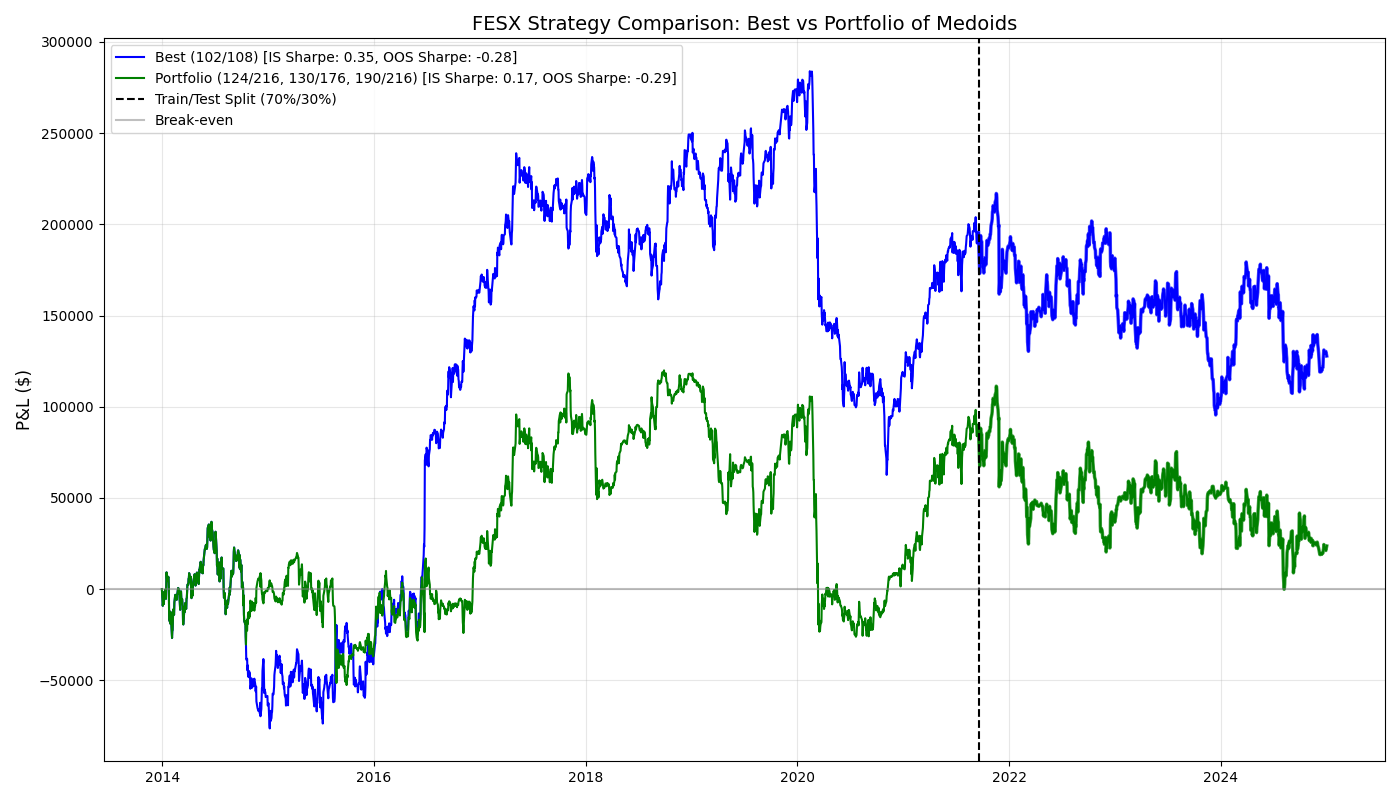 FESX Strategy Comparison: Best vs Portfolio of Medoids
Best (102/108) [IS Sharpe: 0.35, OOS Sharpe: -0.28]
Portfolio (124/216, 130/176, 190/216) [IS Sharpe: 0.17, OOS Sharpe: -0.29]
Train/Test Split (70%/30%)
Break-even
P&L ($)
300000
250000
200000
150000
100000
50000
0
−50000
2014
2016
2018
2020
2022
2024